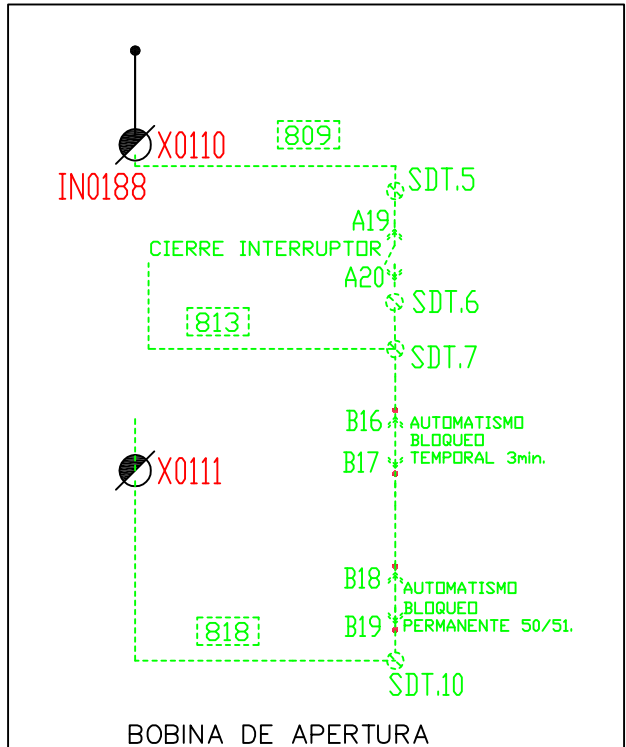 809
X0110
IN0188
SDT.5
A19
CIERRE INTERRUPTOR
A20
SDT.6
813
SDT.7
B16
AUTOMATISMO
BLOQUEO
B17
TEMPORAL 3min.
X0111
B18
AUTOMATISMO
BLOQUEO
B19
PERMANENTE 50/51.
818
SDT.10
BOBINA DE APERTURA